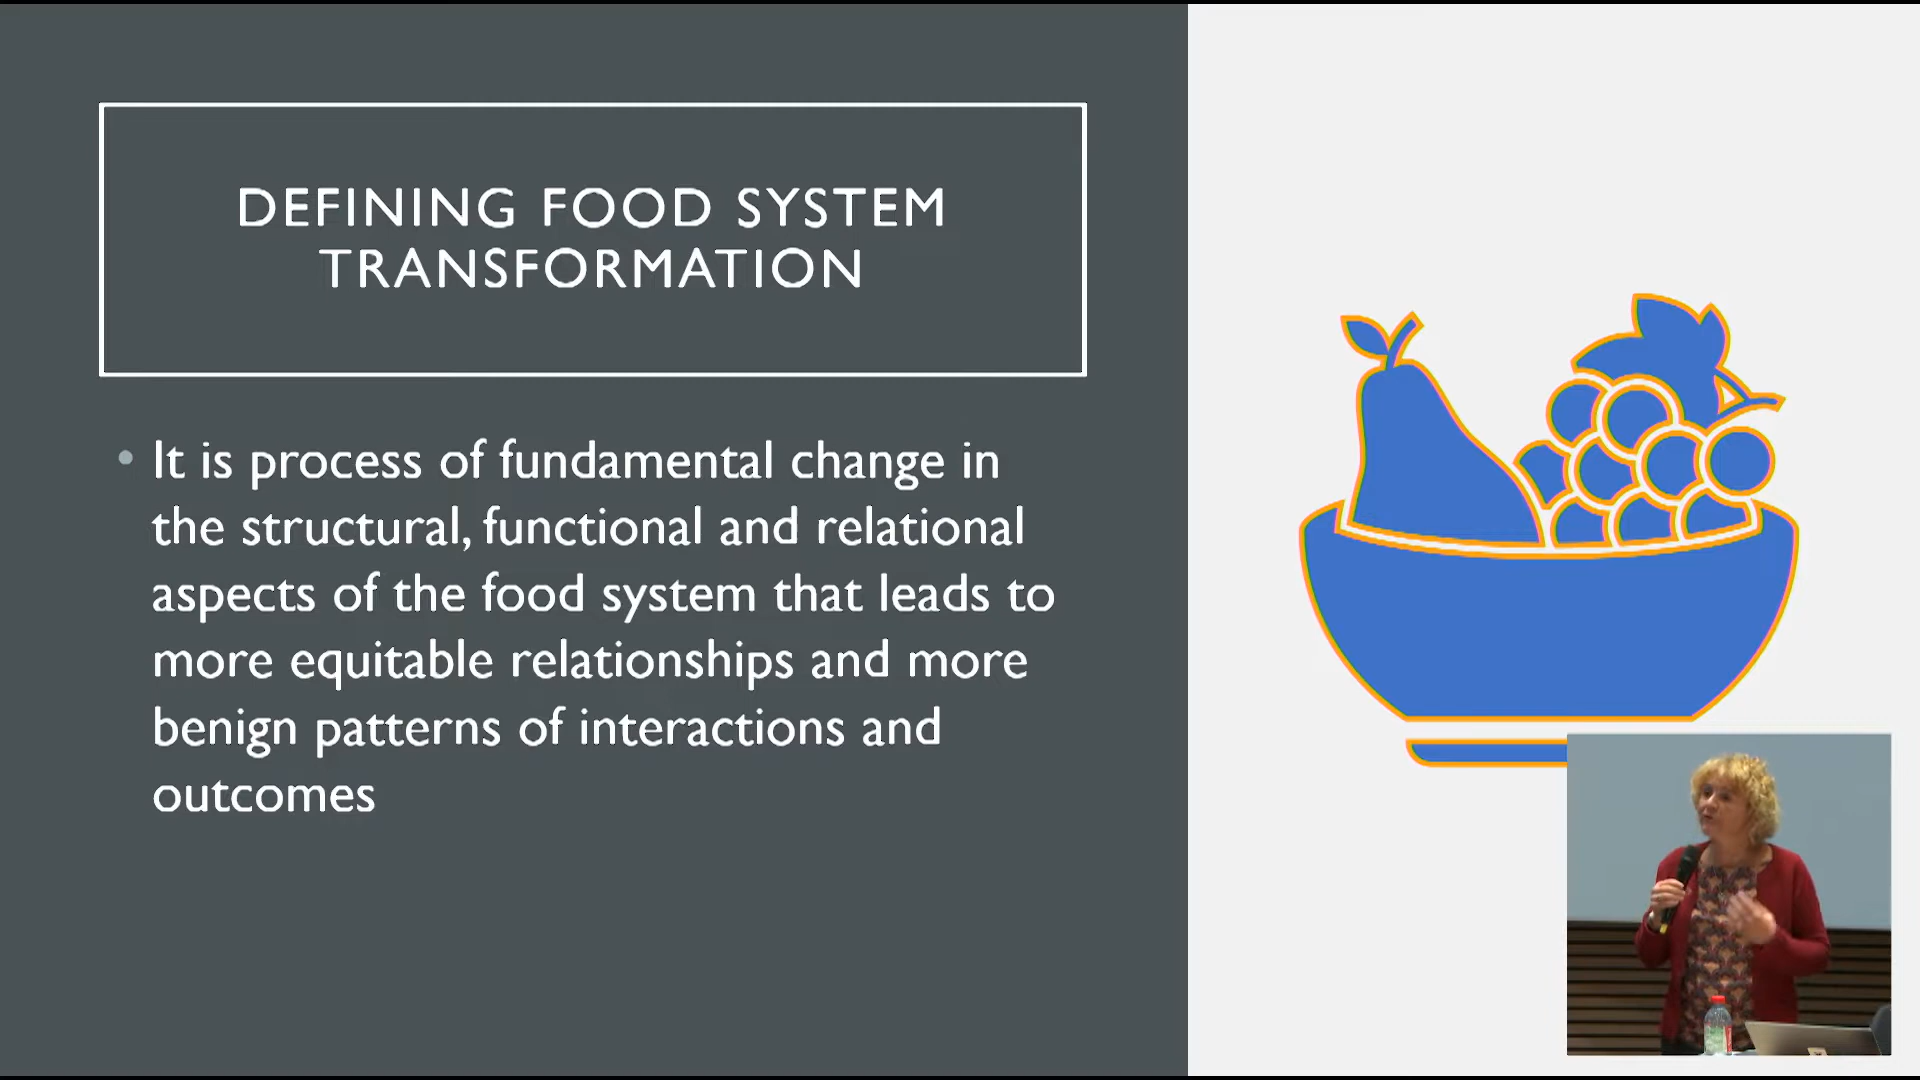 DEFINING FOOD SYSTEM
TRANSFORMATION
• It is process of fundamental change in
the structural, functional and relational
aspects of the food system that leads to
more equitable relationships and more
benign patterns of interactions and
outcomes